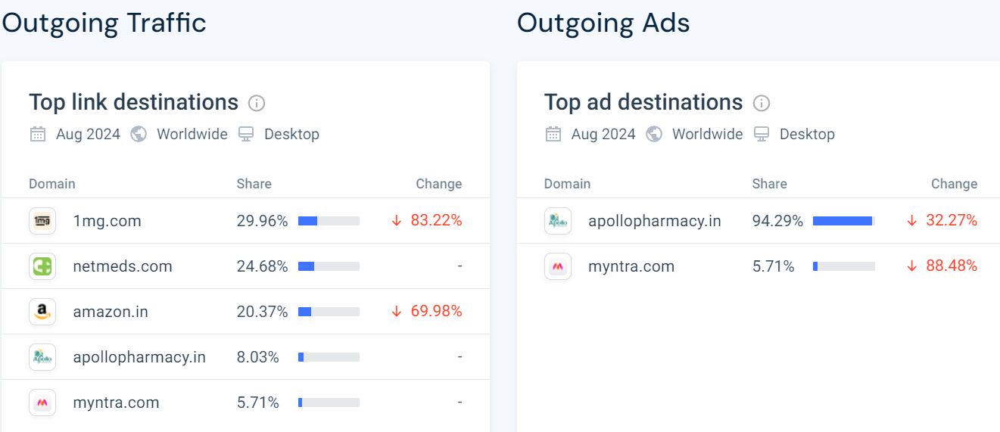 Outgoing Traffic
Top link destinations
Aug 2024 Worldwide Desktop
Domain Share Change
1mg 1mg.com 29.96% ↓ 83.22%
netmeds.com 24.68% -
a amazon.in 20.37% ↓ 69.98%
Apollo apollopharmacy.in 8.03% -
myntra.com 5.71% -
Outgoing Ads
Top ad destinations
Aug 2024 Worldwide Desktop
Domain Share Change
Apollo apollopharmacy.in 94.29% ↓ 32.27%
myntra.com 5.71% ↓ 88.48%